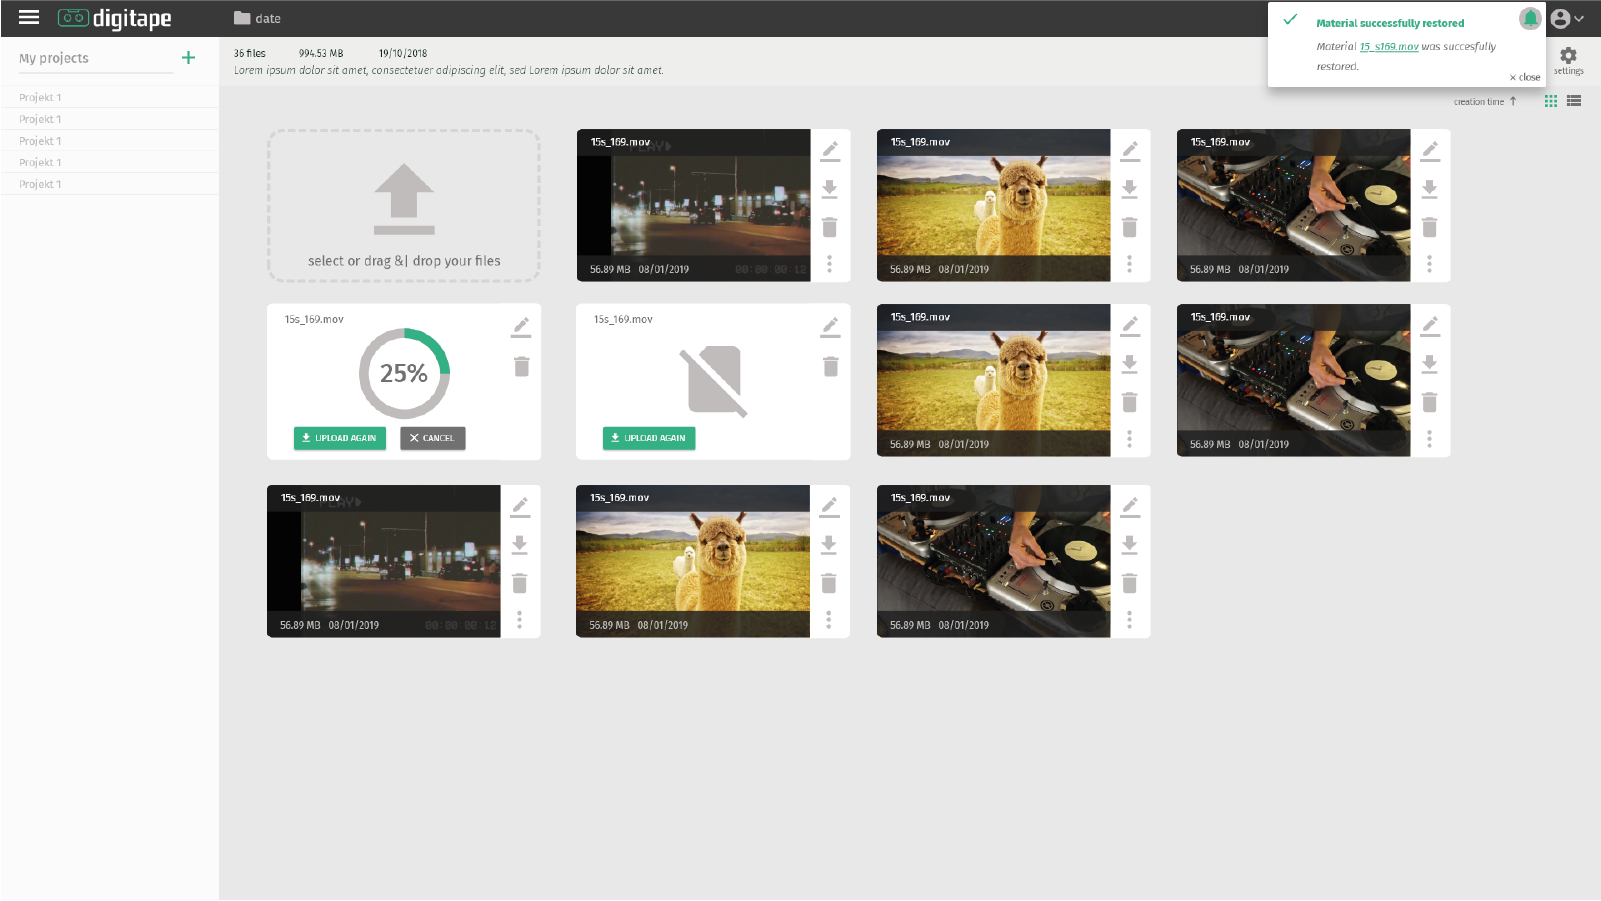 digitape
date
Material successfully restored
Material 15_s169.mov was succesfully
restored.
× close
My projects
+
36 files 994.53 MB 19/10/2018
Lorem ipsum dolor sit amet, consectetuer adipiscing elit, sed Lorem ipsum dolor sit amet.
settings
creation time ↑
Projekt 1
Projekt 1
Projekt 1
Projekt 1
Projekt 1
select or drag &| drop your files
15s_169.mov
PLAY
56.89 MB 08/01/2019
00:00:00 12
15s_169.mov
56.89 MB 08/01/2019
15s_169.mov
56.89 MB 08/01/2019
15s_169.mov
25%
UPLOAD AGAIN
CANCEL
15s_169.mov
UPLOAD AGAIN
15s_169.mov
56.89 MB 08/01/2019
15s_169.mov
56.89 MB 08/01/2019
15s_169.mov
PLAY
56.89 MB 08/01/2019
00:00:00 12
15s_169.mov
56.89 MB 08/01/2019
15s_169.mov
56.89 MB 08/01/2019